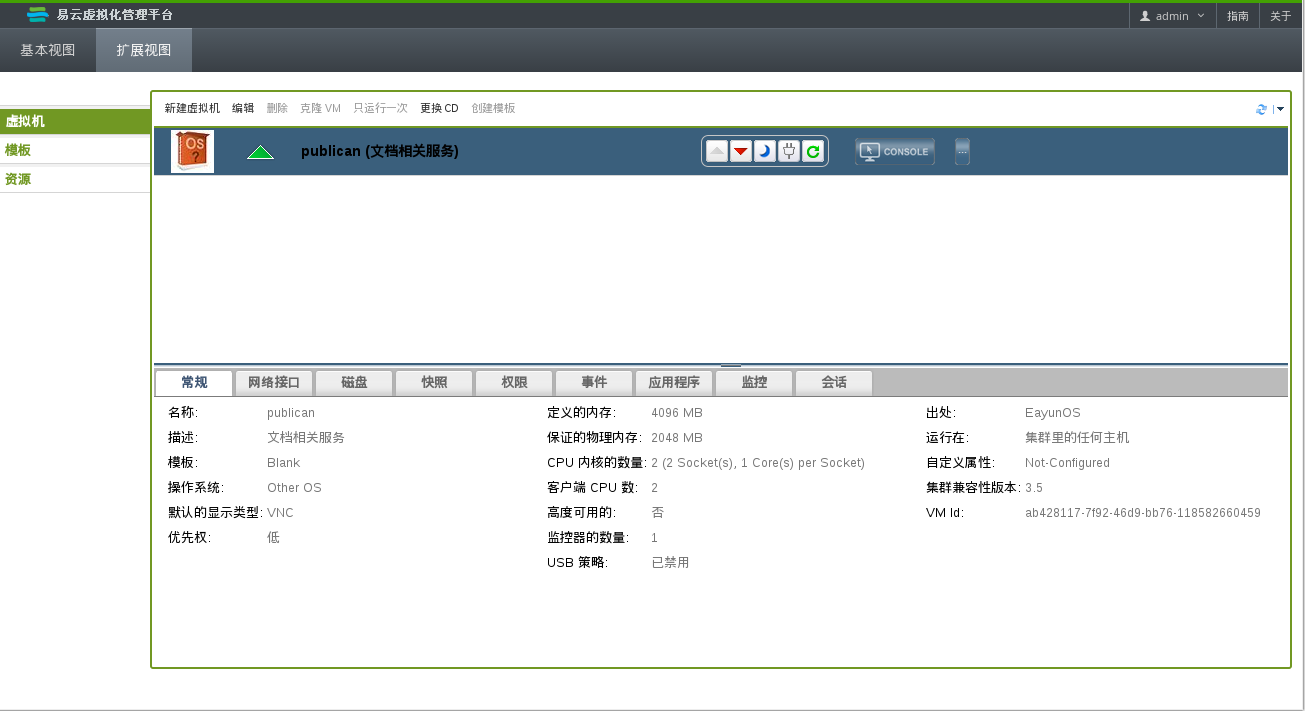 易云虚拟化管理平台 admin 指南 关于
基本视图 扩展视图
新建虚拟机 编辑 删除 克隆 VM 只运行一次 更换 CD 创建模板
虚拟机
模板
资源
OS ?
publican (文档相关服务)
CONSOLE
...
常规 网络接口 磁盘 快照 权限 事件 应用程序 监控 会话
名称: publican 定义的内存: 4096 MB 出处: EayunOS
描述: 文档相关服务 保证的物理内存: 2048 MB 运行在: 集群里的任何主机
模板: Blank CPU 内核的数量: 2 (2 Socket(s), 1 Core(s) per Socket) 自定义属性: Not-Configured
操作系统: Other OS 客户端 CPU 数: 2 集群兼容性版本: 3.5
默认的显示类型: VNC 高度可用的: 否 VM Id: ab428117-7f92-46d9-bb76-118582660459
优先权: 低 监控器的数量: 1
USB 策略: 已禁用